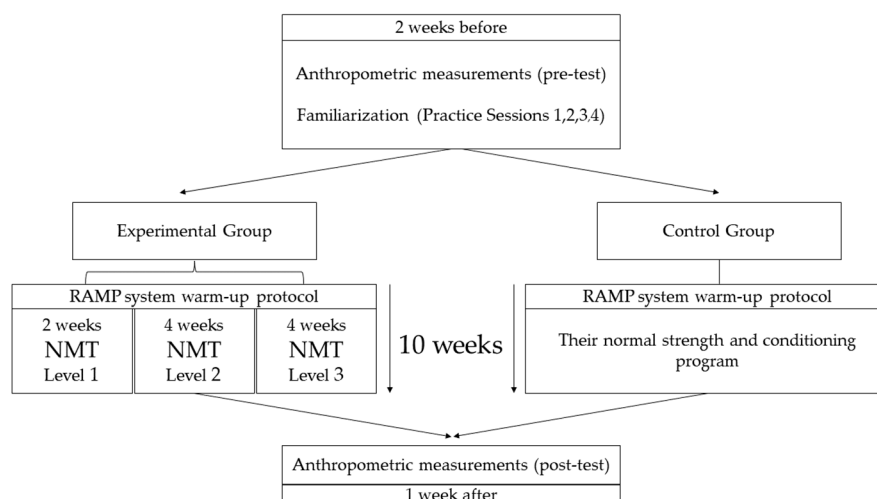 2 weeks before
Anthropometric measurements (pre-test)
Familiarization (Practice Sessions 1,2,3,4)
Experimental Group
Control Group
RAMP system warm-up protocol
2 weeks
NMT
Level 1
4 weeks
NMT
Level 2
4 weeks
NMT
Level 3
10 weeks
RAMP system warm-up protocol
Their normal strength and conditioning
program
Anthropometric measurements (post-test)
1 week after